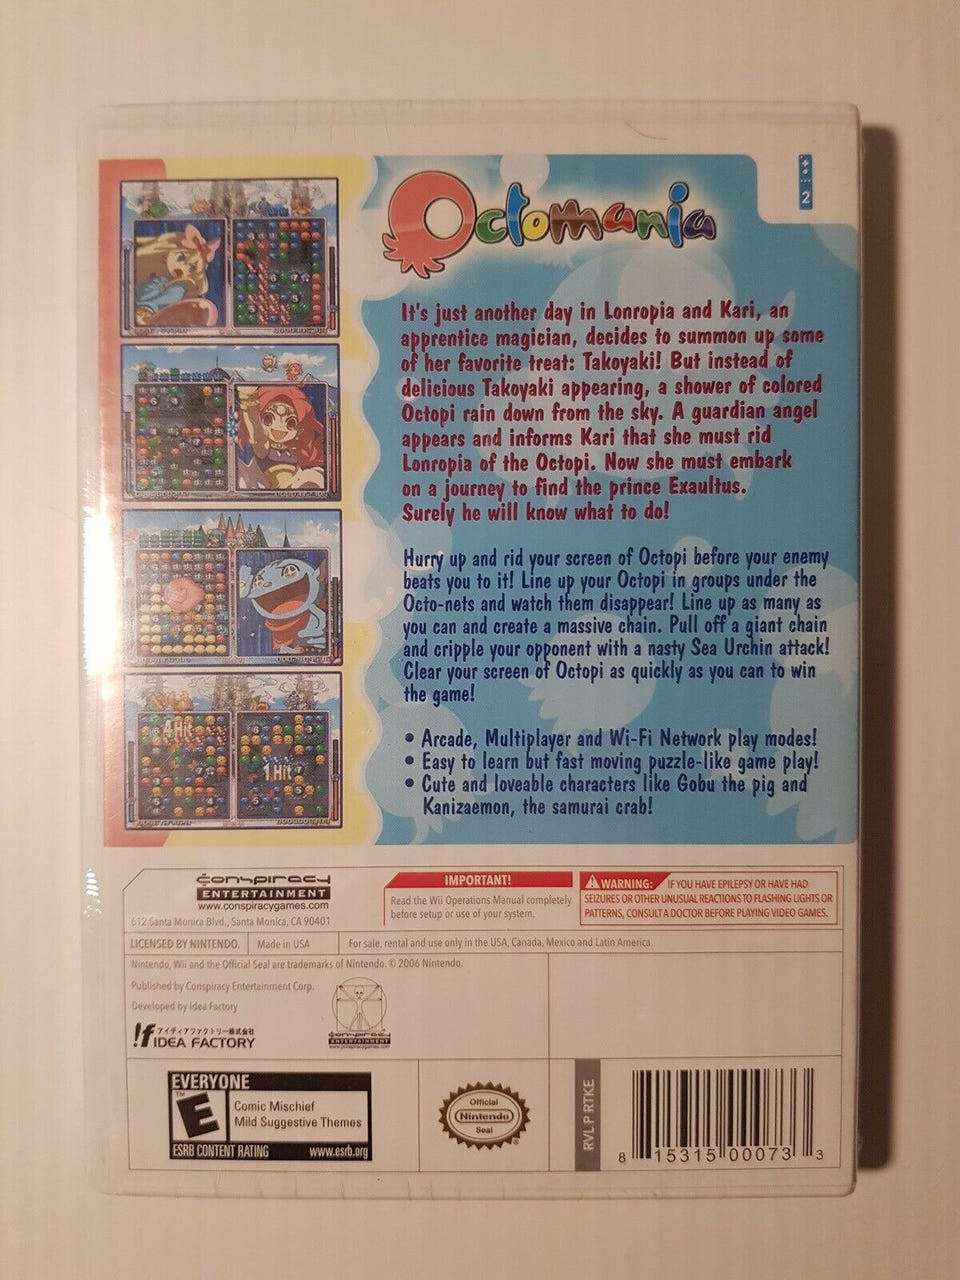 Octomania
2
It's just another day in Lonropia and Kari, an
apprentice magician, decides to summon up some
of her favorite treat: Takoyaki! But instead of
delicious Takoyaki appearing, a shower of colored
Octopi rain down from the sky. A guardian angel
appears and informs Kari that she must rid
Lonropia of the Octopi. Now she must embark
on a journey to find the prince Exaultus.
Surely he will know what to do!
Hurry up and rid your screen of Octopi before your enemy
beats you to it! Line up your Octopi in groups under the
Octo-nets and watch them disappear! Line up as many as
you can and create a massive chain. Pull off a giant chain
and cripple your opponent with a nasty Sea Urchin attack!
Clear your screen of Octopi as quickly as you can to win
the game!
• Arcade, Multiplayer and Wi-Fi Network play modes!
• Easy to learn but fast moving puzzle-like game play!
• Cute and loveable characters like Gobu the pig and
Kanizaemon, the samurai crab!
4 Hit
1 Hit
conspiracy
ENTERTAINMENT
www.conspiracygames.com
612 Santa Monica Blvd., Santa Monica, CA 90401
IMPORTANT!
Read the Wii Operations Manual completely
before setup or use of your system.
WARNING: IF YOU HAVE EPILEPSY OR HAVE HAD
SEIZURES OR OTHER UNUSUAL REACTIONS TO FLASHING LIGHTS OR
PATTERNS, CONSULT A DOCTOR BEFORE PLAYING VIDEO GAMES.
LICENSED BY NINTENDO. Made in USA For sale, rental and use only in the USA, Canada, Mexico and Latin America.
Nintendo, Wii and the Official Seal are trademarks of Nintendo. © 2006 Nintendo.
Published by Conspiracy Entertainment Corp.
Developed by Idea Factory
アイディアファクトリー株式会社
!f IDEA FACTORY
conspiracy
ENTERTAINMENT
www.conspiracygames.com
EVERYONE
E
TM
Comic Mischief
Mild Suggestive Themes
ESRB CONTENT RATING www.esrb.org
Official
Nintendo
Seal
®
RVL P RTKE
8 15315 00073 3